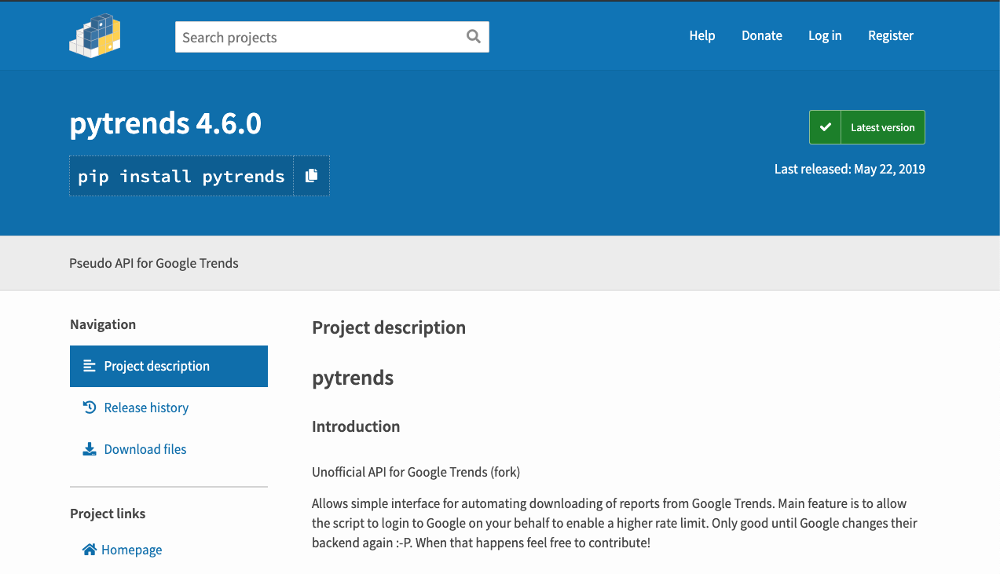 Search projects
Help
Donate
Log in
Register
pytrends 4.6.0
Latest version
pip install pytrends
Last released: May 22, 2019
Pseudo API for Google Trends
Navigation
Project description
Release history
Download files
Project links
Homepage
Project description
pytrends
Introduction
Unofficial API for Google Trends (fork)
Allows simple interface for automating downloading of reports from Google Trends. Main feature is to allow
the script to login to Google on your behalf to enable a higher rate limit. Only good until Google changes their
backend again :-P. When that happens feel free to contribute!